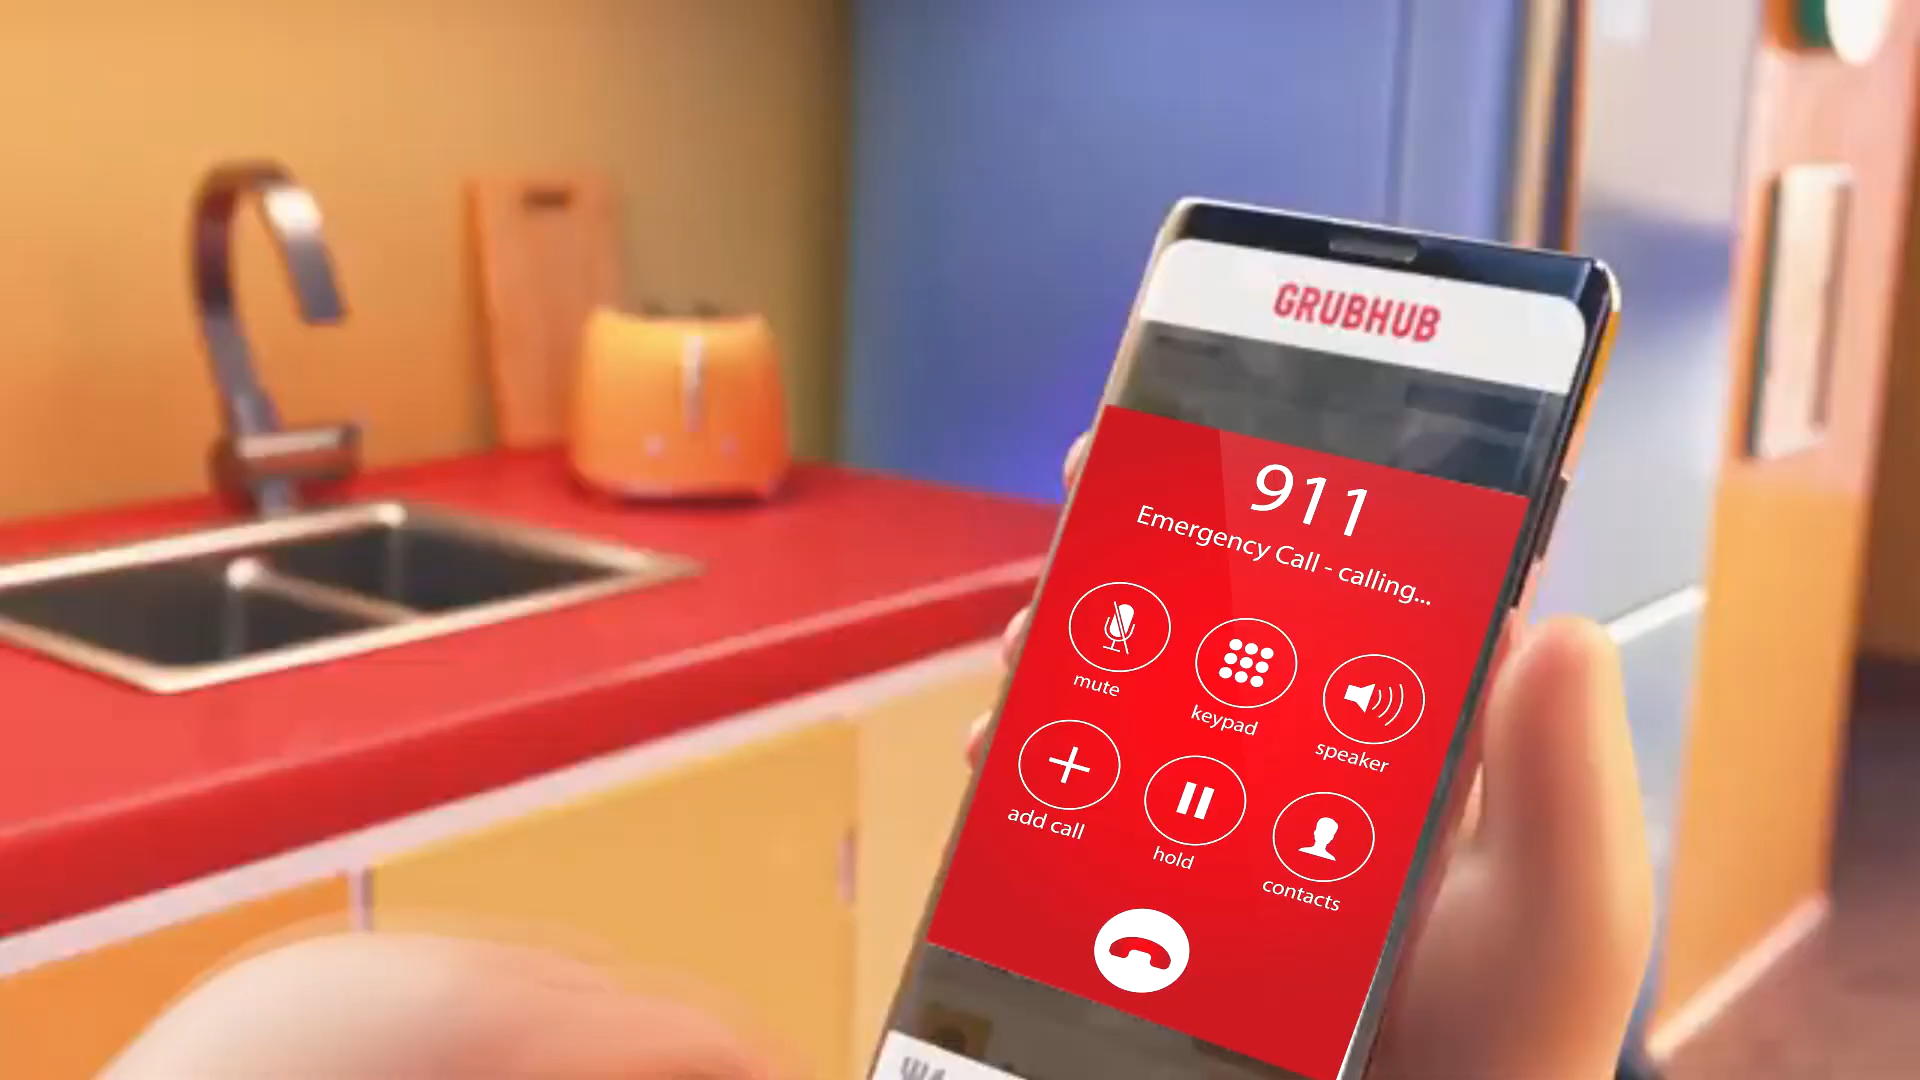 GRUBHUB
911
Emergency Call - calling...
mute
keypad
speaker
add call
hold
contacts